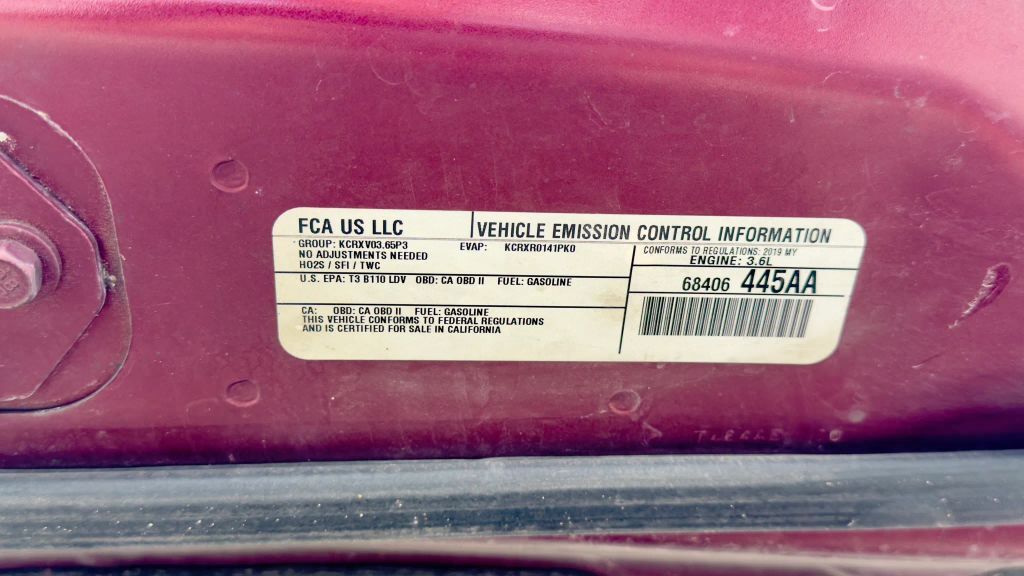 FCA US LLC
VEHICLE EMISSION CONTROL INFORMATION
GROUP: KCRXV03.65P3 EVAP: KCRXR0141PK0
NO ADJUSTMENTS NEEDED
HO2S / SFI / TWC
CONFORMS TO REGULATIONS: 2019 MY
ENGINE: 3.6L
U.S. EPA: T3 B110 LDV OBD: CA OBD II FUEL: GASOLINE
68406 445AA
CA: OBD: CA OBD II FUEL: GASOLINE
THIS VEHICLE CONFORMS TO FEDERAL REGULATIONS
AND IS CERTIFIED FOR SALE IN CALIFORNIA